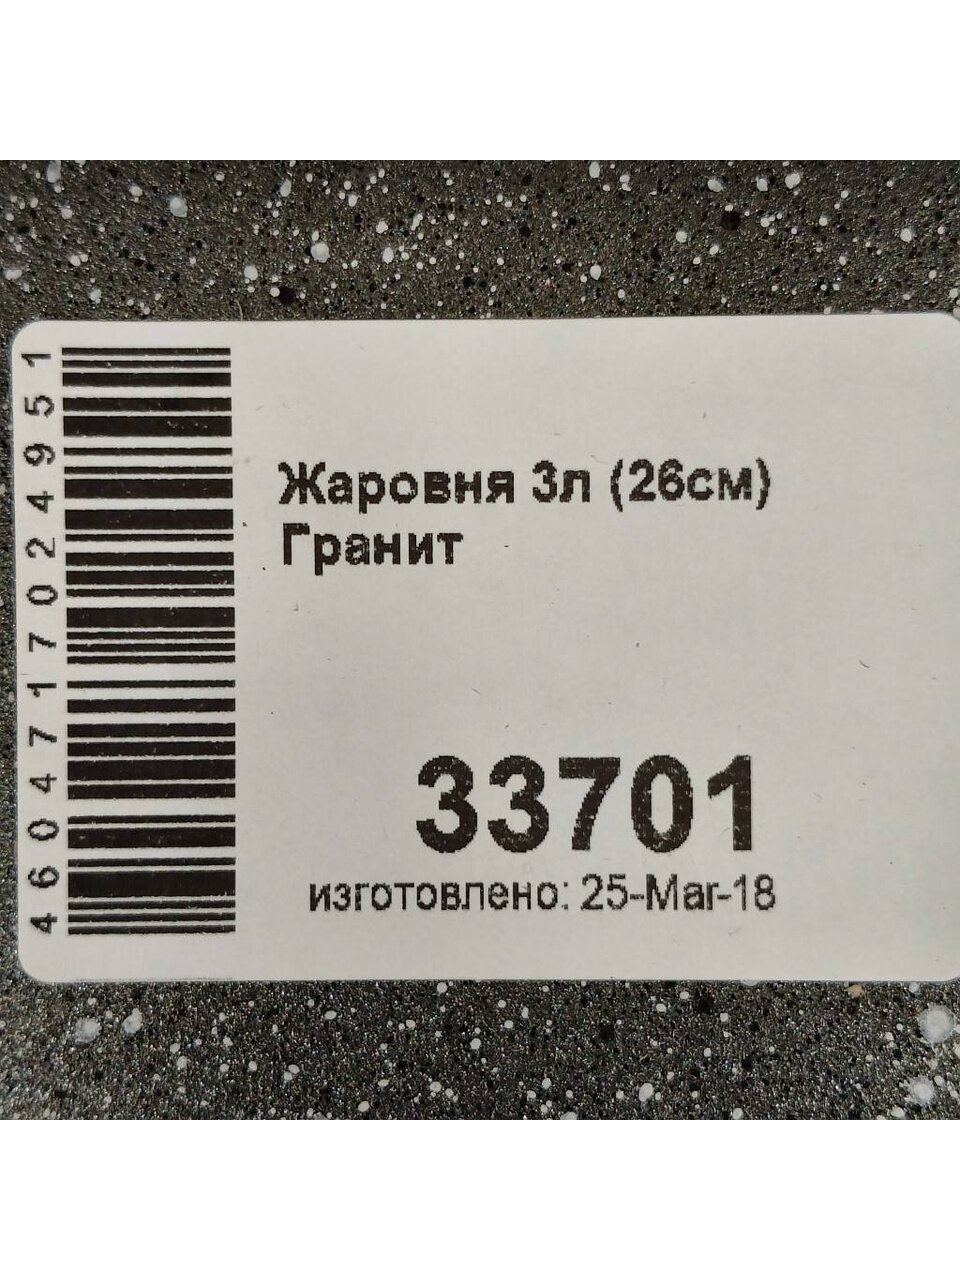 4604717024951
Жаровня 3л (26см)
Гранит
33701
изготовлено: 25-Mar-18